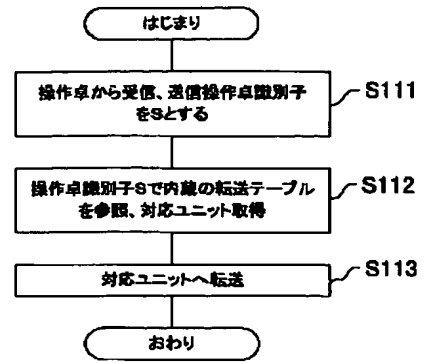 はじまり
操作卓から受信、送信操作卓識別子
をSとする
S111
操作卓識別子Sで内蔵の転送テーブル
を参照、対応ユニット取得
S112
対応ユニットへ転送
S113
おわり